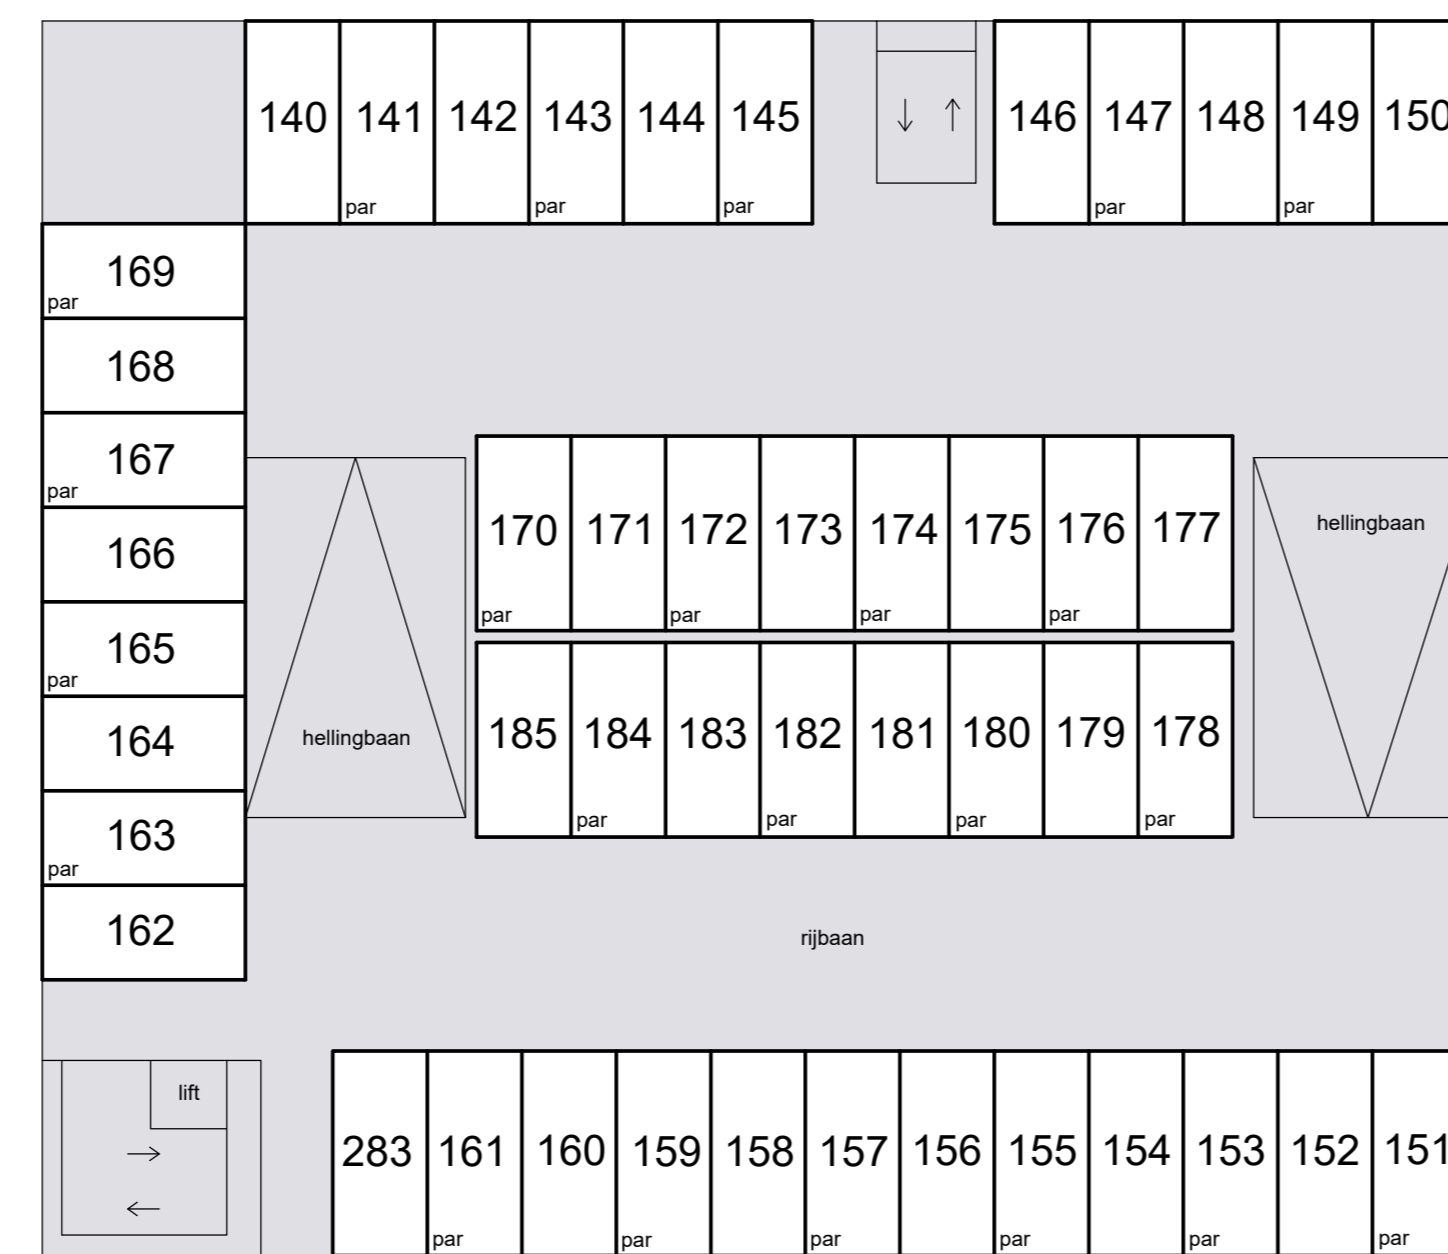 140 141 142 143 144 145 146 147 148 149 150
par par par par par
169
par
168
167
par
166
165
par
164
163
par
162
170 171 172 173 174 175 176 177
par par par par
hellingbaan
hellingbaan
185 184 183 182 181 180 179 178
par par par par
rijbaan
lift
283 161 160 159 158 157 156 155 154 153 152 151
par par par par par par